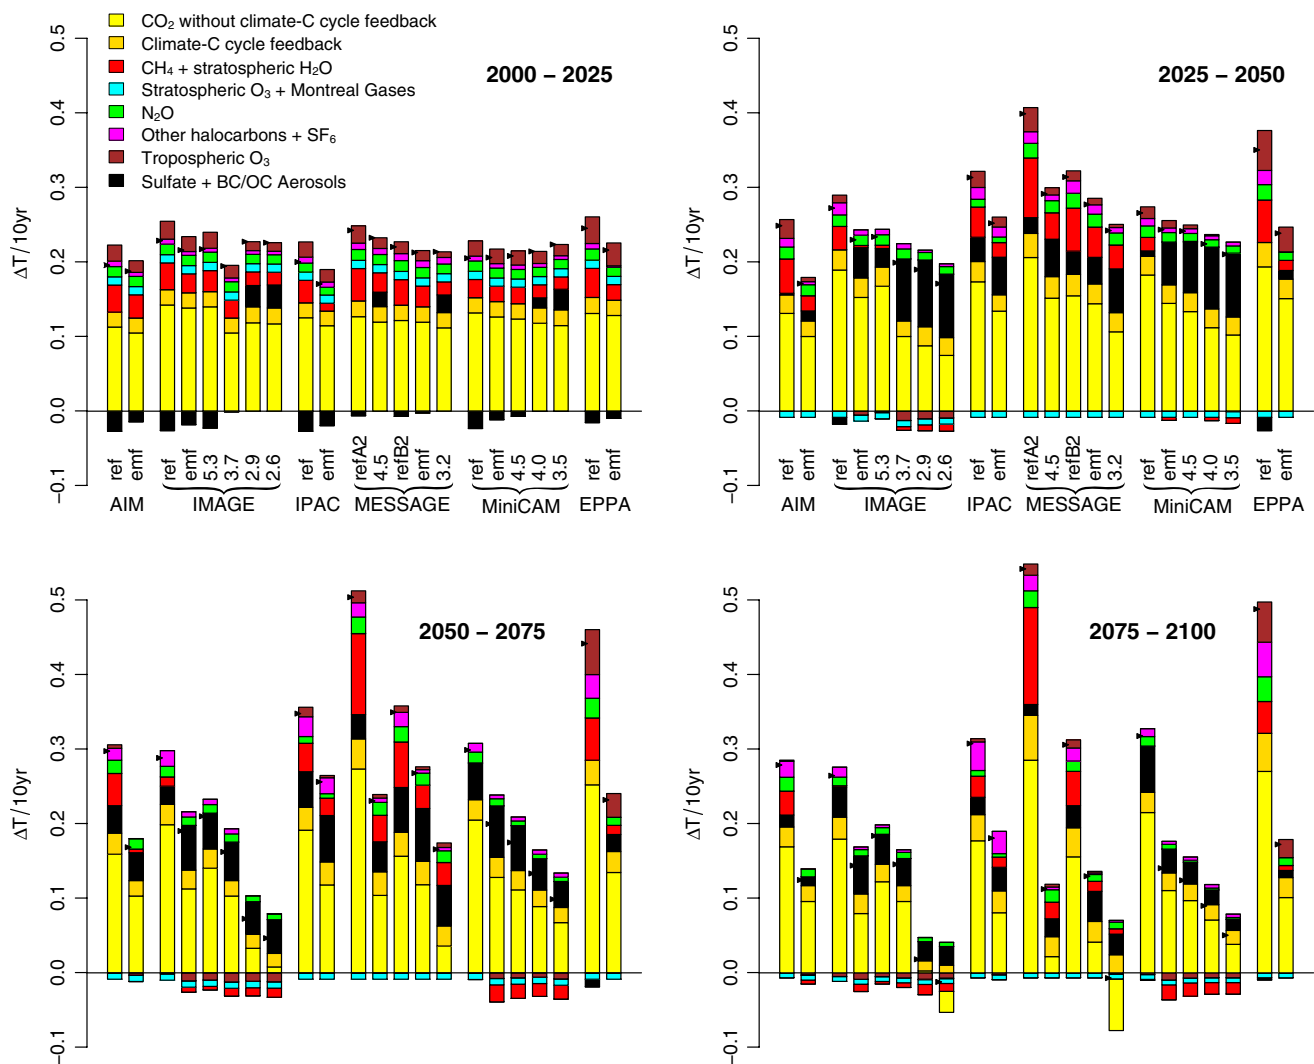 CO₂ without climate-C cycle feedback
Climate-C cycle feedback
CH₄ + stratospheric H₂O
Stratospheric O₃ + Montreal Gases
N₂O
Other halocarbons + SF₆
Tropospheric O₃
Sulfate + BC/OC Aerosols
2000 – 2025
ΔT/10yr
0.5
0.4
0.3
0.2
0.1
0.0
−0.1
ref emf ref emf 5.3 3.7 2.9 2.6 ref emf refA2 4.5 refB2 emf 3.2 ref emf 4.5 4.0 3.5 ref emf
AIM IMAGE IPAC MESSAGE MiniCAM EPPA
2025 – 2050
ΔT/10yr
0.5
0.4
0.3
0.2
0.1
0.0
−0.1
ref emf ref emf 5.3 3.7 2.9 2.6 ref emf refA2 4.5 refB2 emf 3.2 ref emf 4.5 4.0 3.5 ref emf
AIM IMAGE IPAC MESSAGE MiniCAM EPPA
2050 – 2075
ΔT/10yr
0.5
0.4
0.3
0.2
0.1
0.0
−0.1
2075 – 2100
ΔT/10yr
0.5
0.4
0.3
0.2
0.1
0.0
−0.1